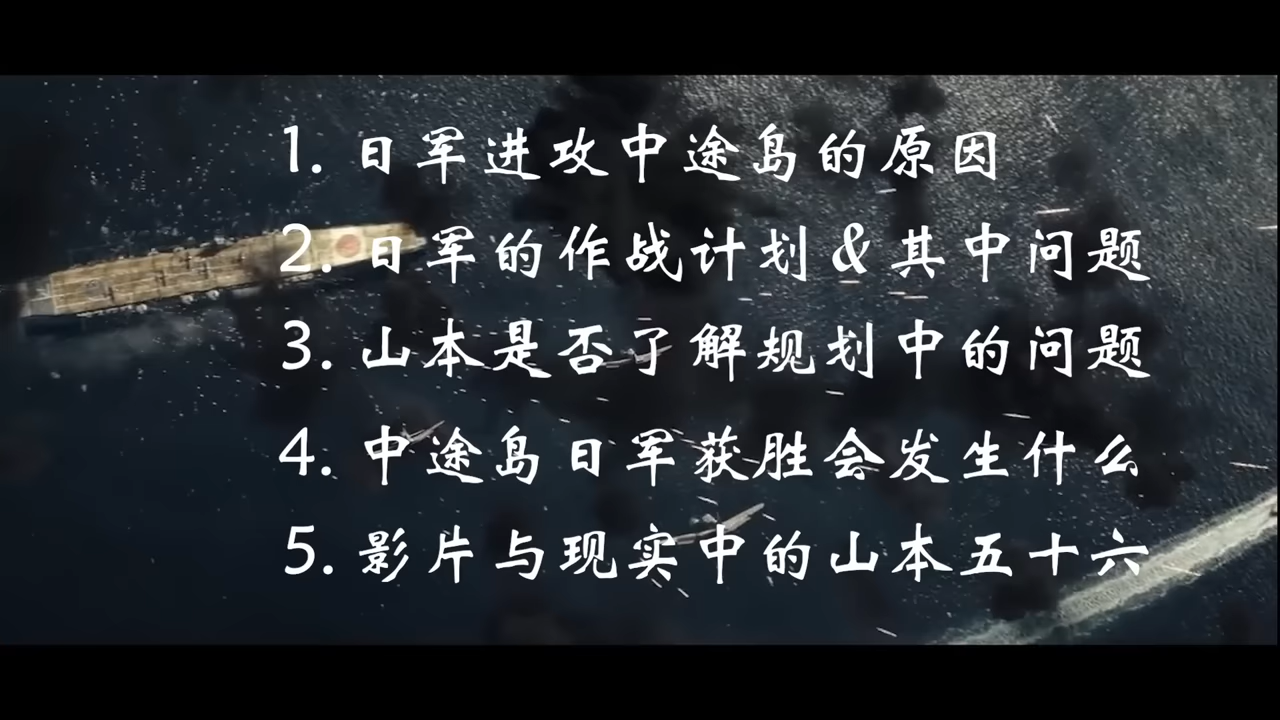 1. 日军进攻中途岛的原因
2. 日军的作战计划&其中问题
3. 山本是否了解规划中的问题
4. 中途岛日军获胜会发生什么
5. 影片与现实中的山本五十六